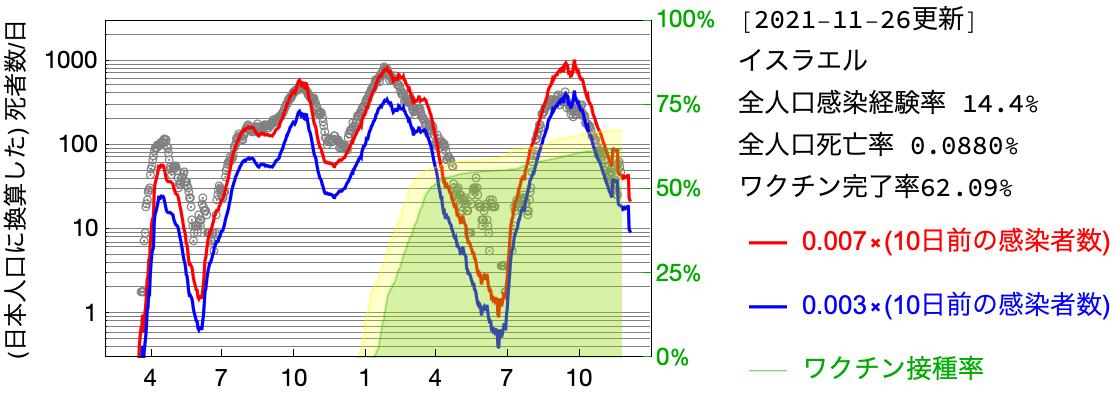 (日本人口に換算した) 死者数/日
1000
100
10
1
100%
75%
50%
25%
0%
4 7 10 1 4 7 10
[2021-11-26更新]
イスラエル
全人口感染経験率 14.4%
全人口死亡率 0.0880%
ワクチン完了率62.09%
0.007×(10日前の感染者数)
0.003×(10日前の感染者数)
ワクチン接種率